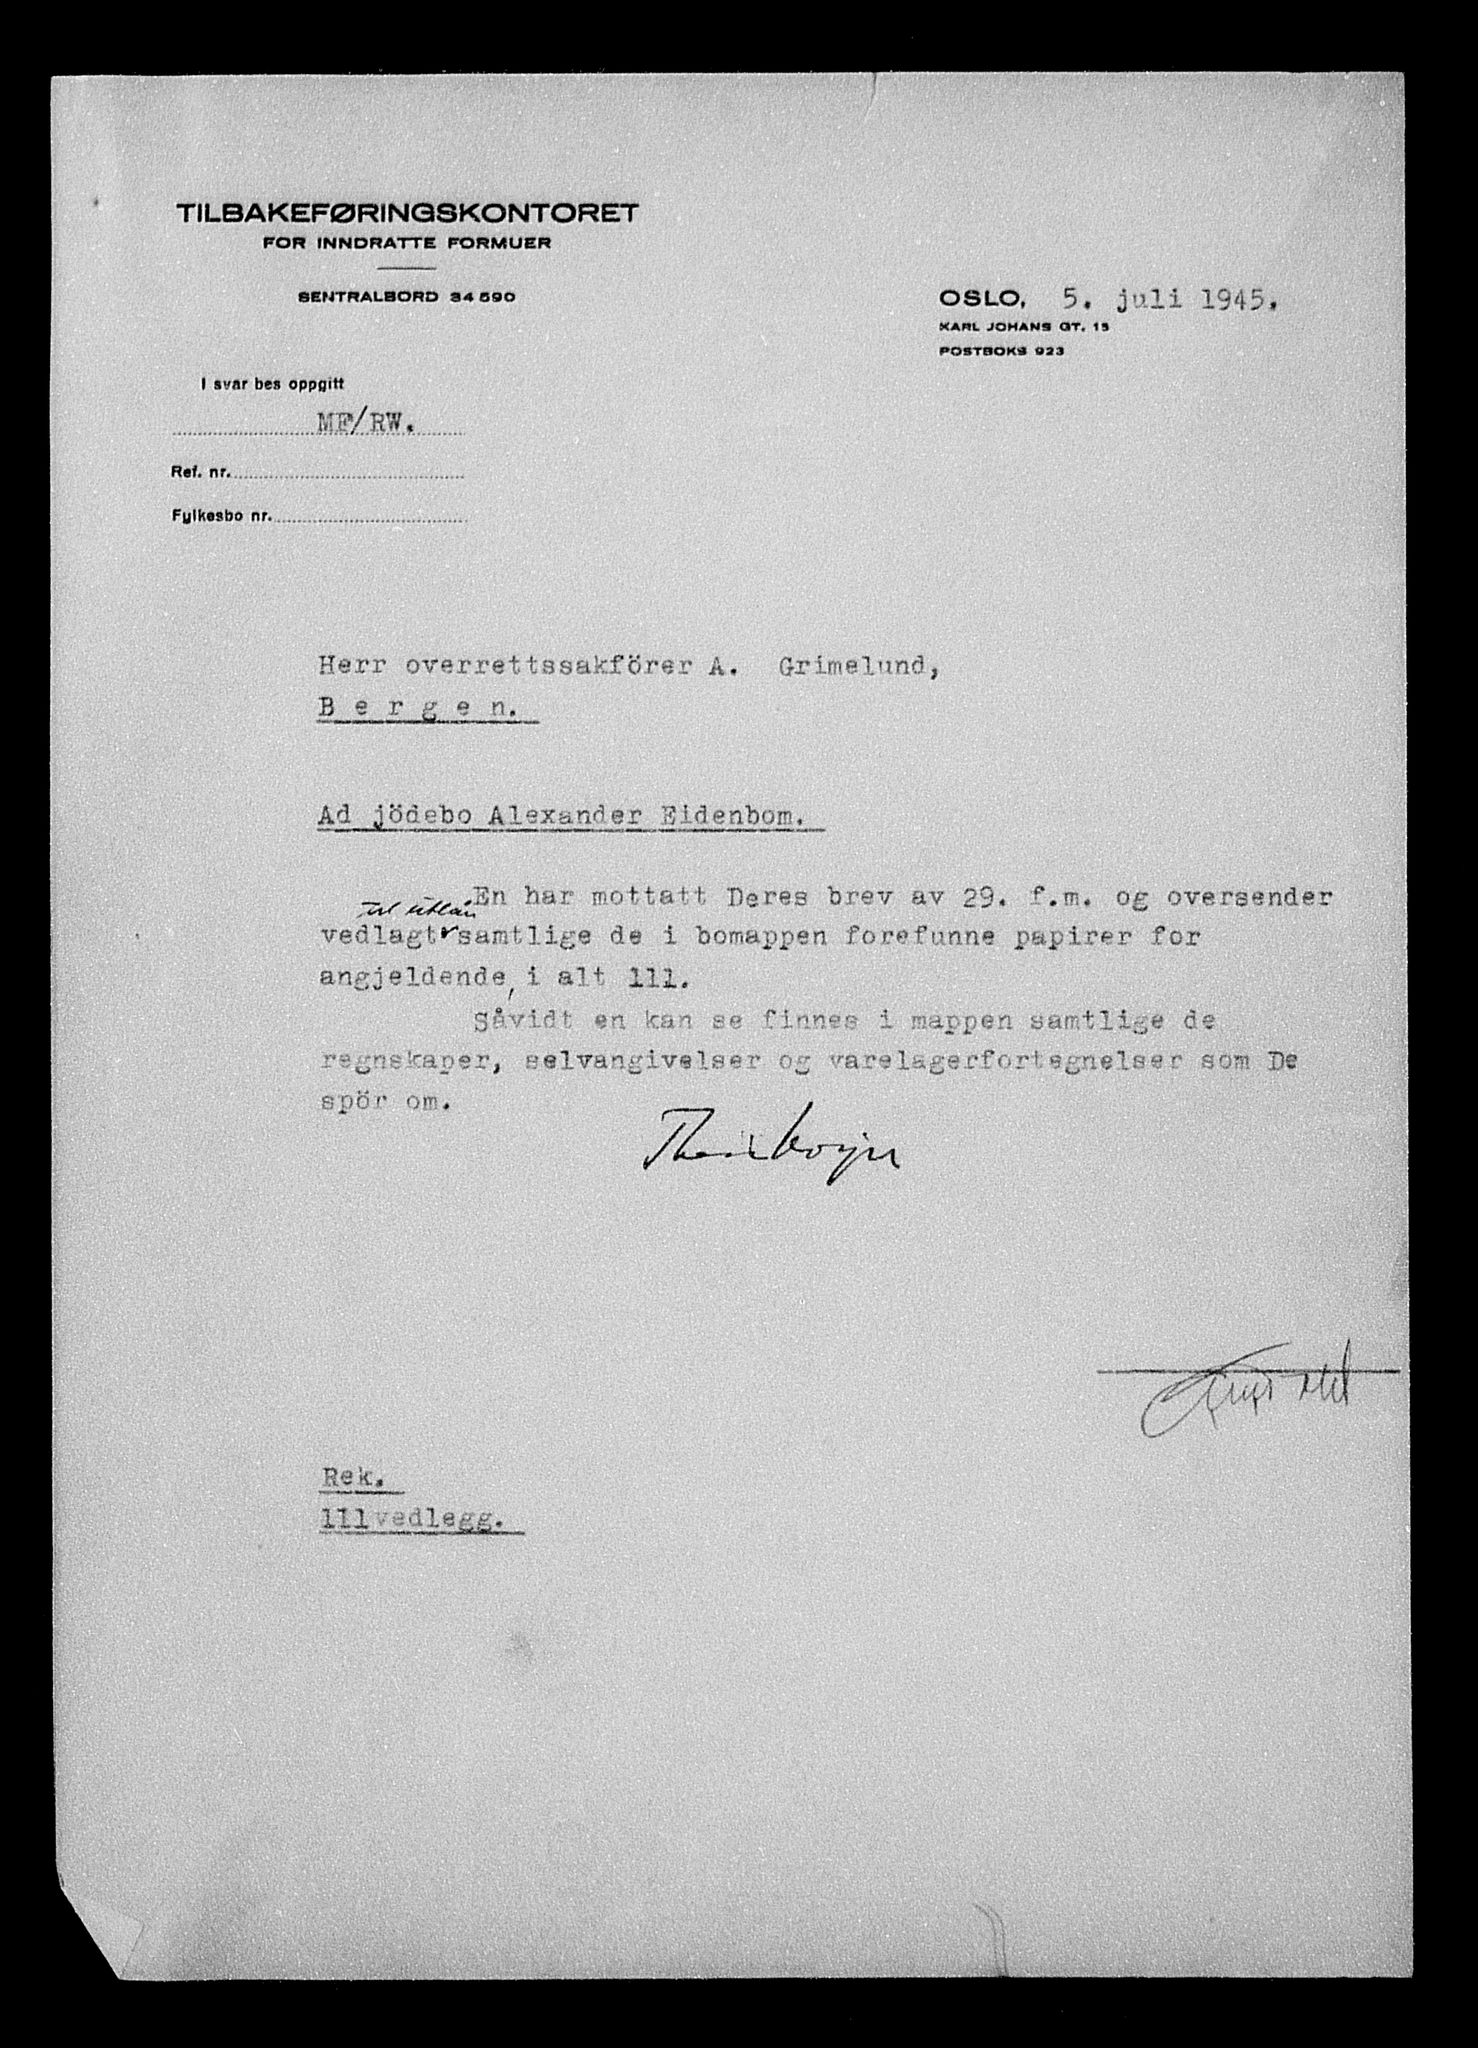 TILBAKEFØRINGSKONTORET
FOR INNDRATTE FORMUER
SENTRALBORD 34590
OSLO, 5. juli 1945.
KARL JOHANS GT. 15
POSTBOKS 923
I svar bes oppgitt
MF/RW.
Ref. nr.
Fylkesbo nr.
Herr overrettssakförer A. Grimelund,
Bergen.
Ad jödebo Alexander Eidenbom.
En har mottatt Deres brev av 29. f.m. og oversender
til utlån
vedlagt samtlige de i bomappen forefunne papirer for
angjeldende, i alt 111.
Såvidt en kan se finnes i mappen samtlige de
regnskaper, selvangivelser og varelagerfortegnelser som De
spör om.
Rek.
111vedlegg.